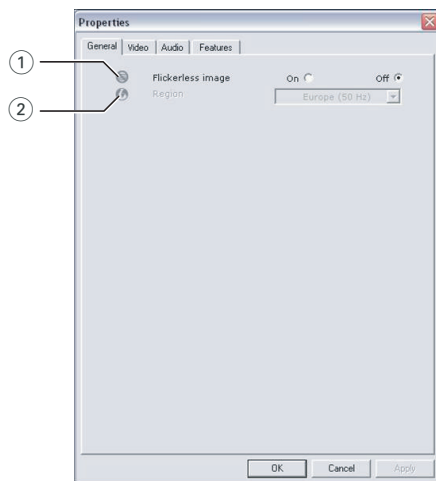 Properties
General Video Audio Features
1 Flickerless image On Off
2 Region Europe (50 Hz)
OK Cancel Apply